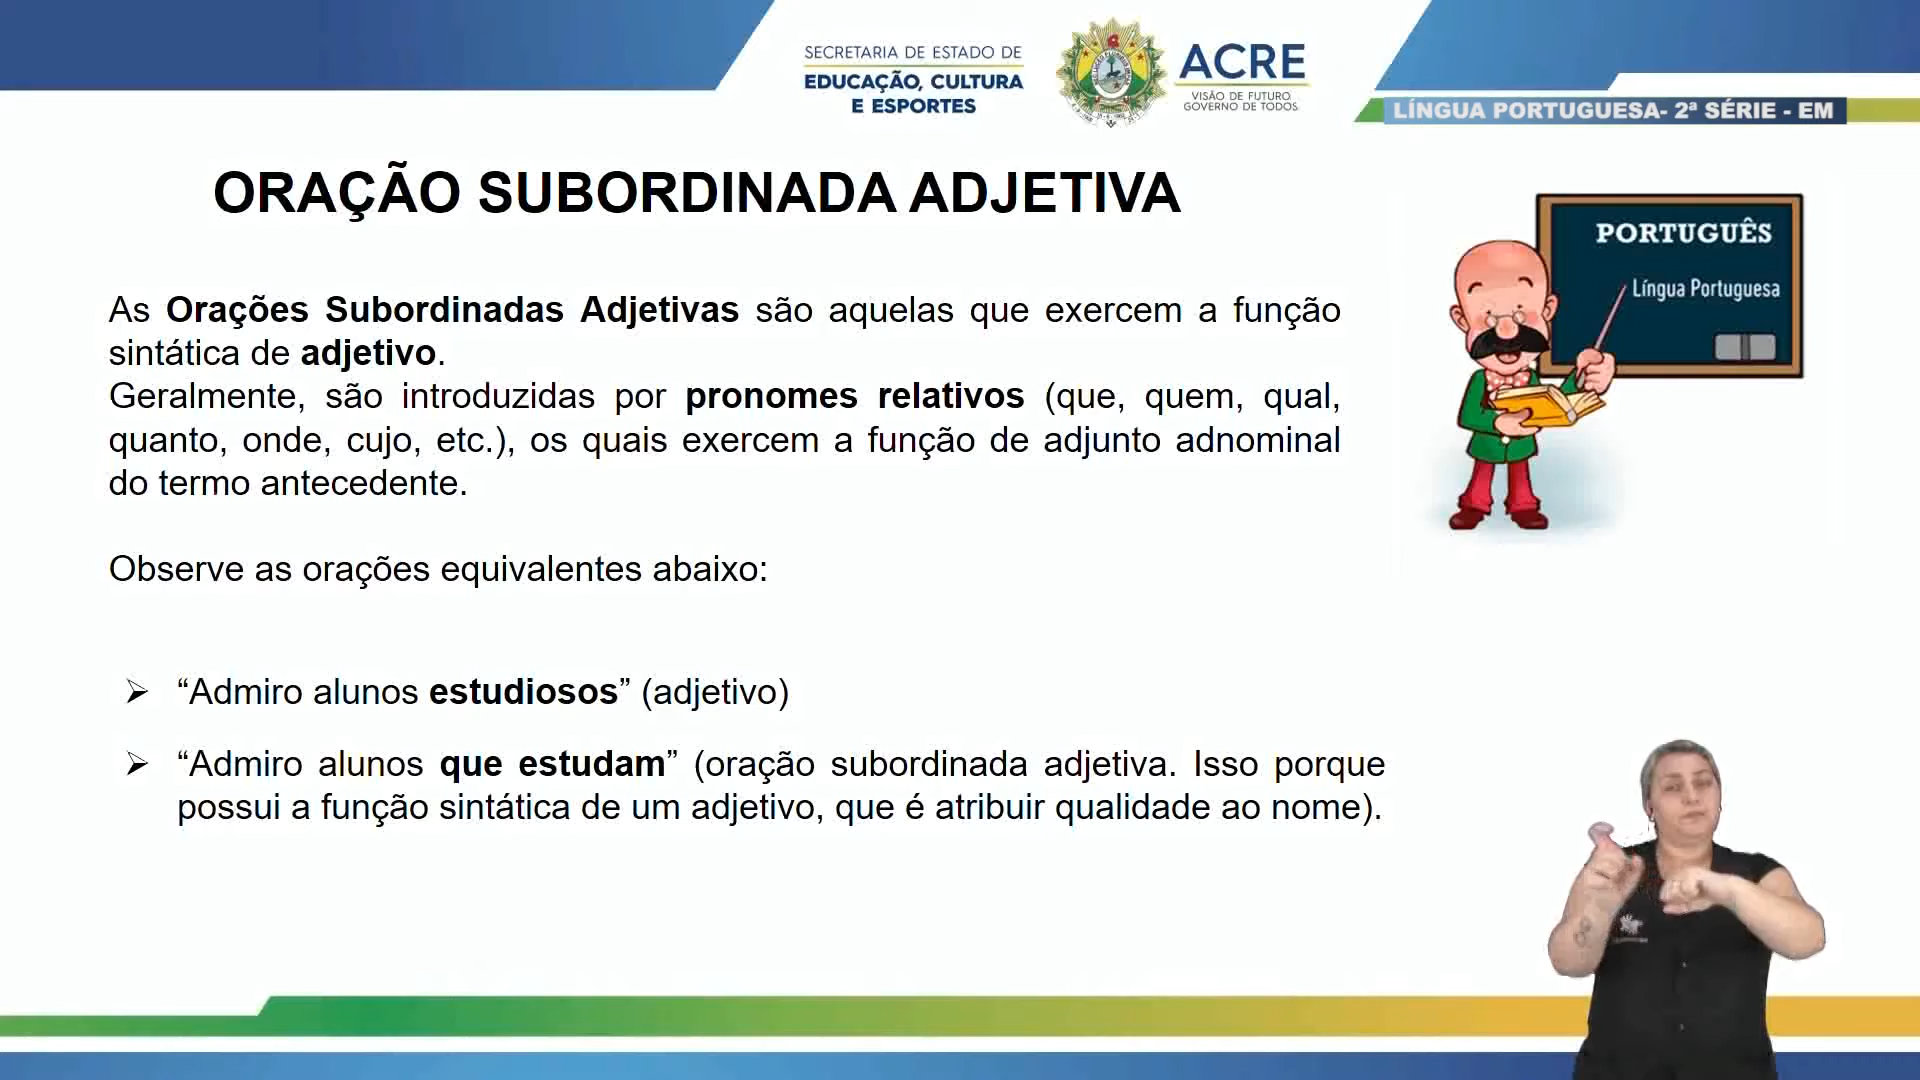 SECRETARIA DE ESTADO DE
EDUCAÇÃO, CULTURA
E ESPORTES
ACRE
VISÃO DE FUTURO.
GOVERNO DE TODOS.
LÍNGUA PORTUGUESA- 2ª SÉRIE - EM
ORAÇÃO SUBORDINADA ADJETIVA
PORTUGUÊS
Língua Portuguesa
As Orações Subordinadas Adjetivas são aquelas que exercem a função
sintática de adjetivo.
Geralmente, são introduzidas por pronomes relativos (que, quem, qual,
quanto, onde, cujo, etc.), os quais exercem a função de adjunto adnominal
do termo antecedente.
Observe as orações equivalentes abaixo:
➢ “Admiro alunos estudiosos” (adjetivo)
➢ “Admiro alunos que estudam” (oração subordinada adjetiva. Isso porque
possui a função sintática de um adjetivo, que é atribuir qualidade ao nome).